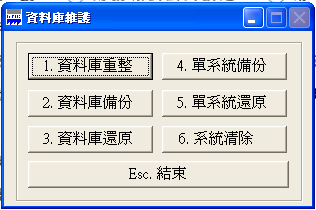 資料庫維護
1. 資料庫重整
4. 單系統備份
2. 資料庫備份
5. 單系統還原
3. 資料庫還原
6. 系統清除
Esc. 結束